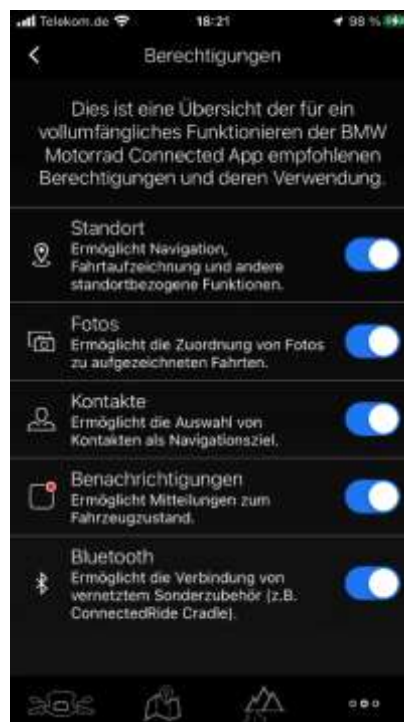 Telekom.de 18:21 98 %
Berechtigungen
Dies ist eine Übersicht der für ein
vollumfängliches Funktionieren der BMW
Motorrad Connected App empfohlenen
Berechtigungen und deren Verwendung.
Standort
Ermöglicht Navigation,
Fahrtaufzeichnung und andere
standortbezogene Funktionen.
Fotos
Ermöglicht die Zuordnung von Fotos
zu aufgezeichneten Fahrten.
Kontakte
Ermöglicht die Auswahl von
Kontakten als Navigationsziel.
Benachrichtigungen
Ermöglicht Mitteilungen zum
Fahrzeugzustand.
Bluetooth
Ermöglicht die Verbindung von
vernetztem Sonderzubehör (z.B.
ConnectedRide Cradle).